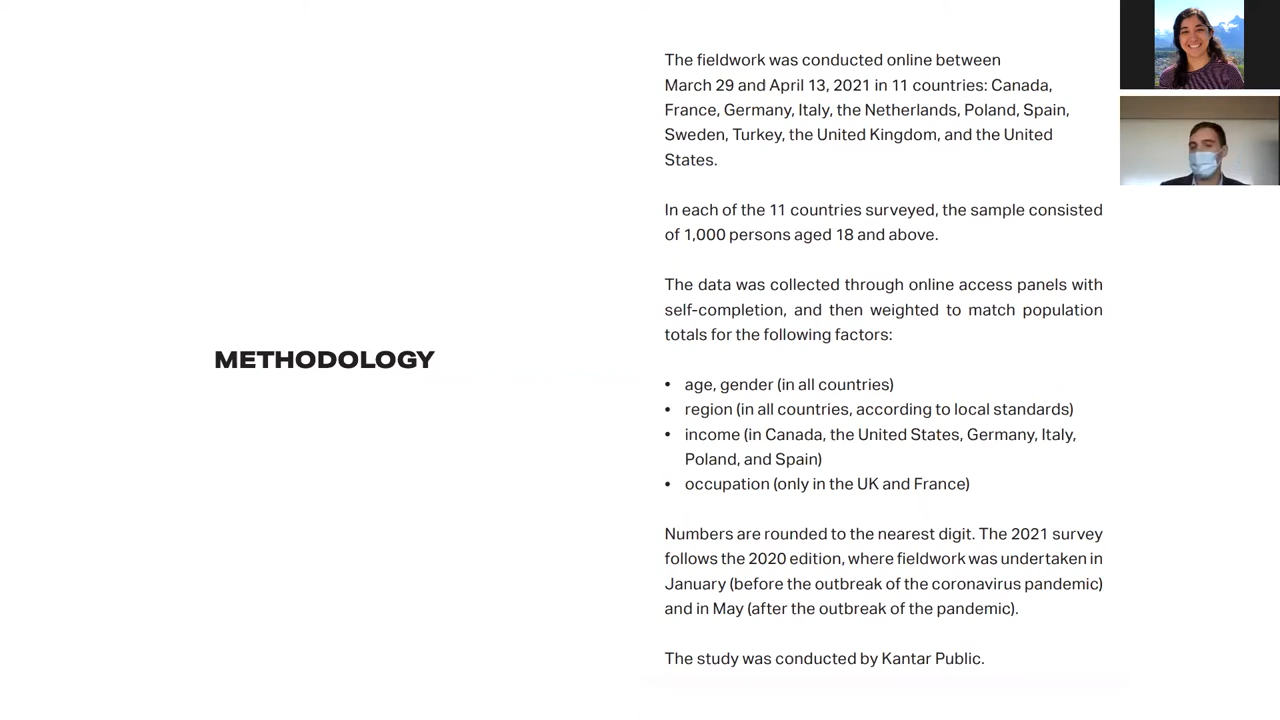 METHODOLOGY
The fieldwork was conducted online between
March 29 and April 13, 2021 in 11 countries: Canada,
France, Germany, Italy, the Netherlands, Poland, Spain,
Sweden, Turkey, the United Kingdom, and the United
States.
In each of the 11 countries surveyed, the sample consisted
of 1,000 persons aged 18 and above.
The data was collected through online access panels with
self-completion, and then weighted to match population
totals for the following factors:
• age, gender (in all countries)
• region (in all countries, according to local standards)
• income (in Canada, the United States, Germany, Italy,
Poland, and Spain)
• occupation (only in the UK and France)
Numbers are rounded to the nearest digit. The 2021 survey
follows the 2020 edition, where fieldwork was undertaken in
January (before the outbreak of the coronavirus pandemic)
and in May (after the outbreak of the pandemic).
The study was conducted by Kantar Public.